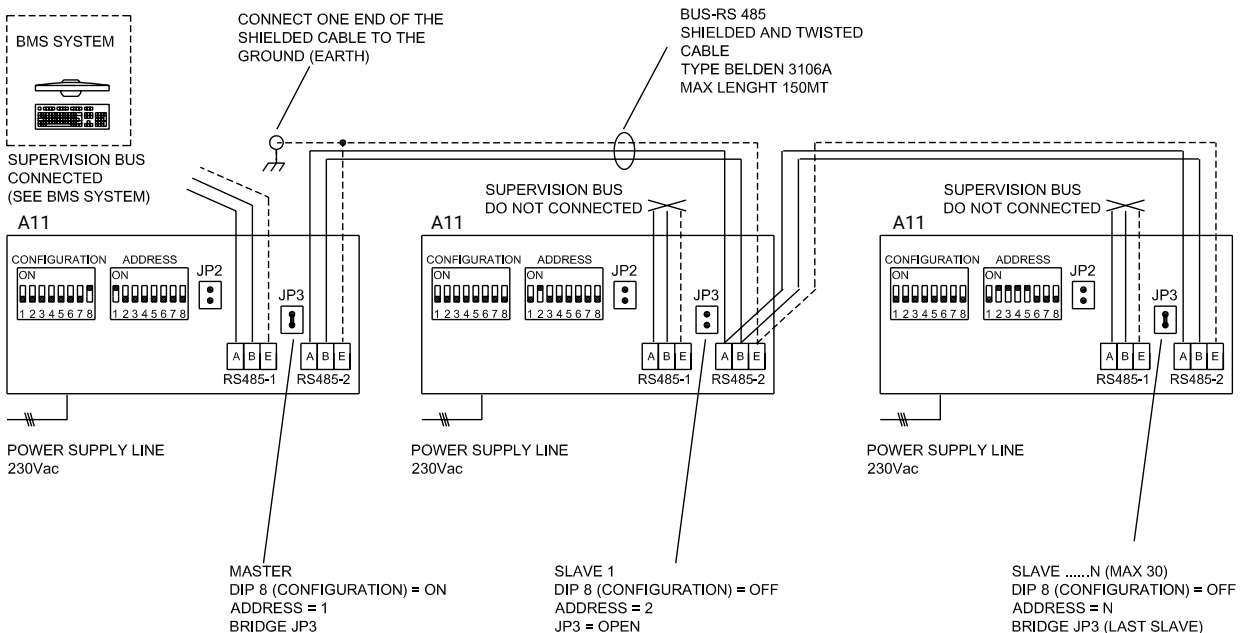 BMS SYSTEM
CONNECT ONE END OF THE
SHIELDED CABLE TO THE
GROUND (EARTH)
BUS-RS 485
SHIELDED AND TWISTED
CABLE
TYPE BELDEN 3106A
MAX LENGHT 150MT
SUPERVISION BUS
CONNECTED
(SEE BMS SYSTEM)
A11
CONFIGURATION ADDRESS
ON ON
JP2
1 2 3 4 5 6 7 8 1 2 3 4 5 6 7 8
JP3
A B E A B E
RS485-1 RS485-2
POWER SUPPLY LINE
230Vac
MASTER
DIP 8 (CONFIGURATION) = ON
ADDRESS = 1
BRIDGE JP3
SUPERVISION BUS
DO NOT CONNECTED
A11
CONFIGURATION ADDRESS
ON ON
JP2
1 2 3 4 5 6 7 8 1 2 3 4 5 6 7 8
JP3
A B E A B E
RS485-1 RS485-2
POWER SUPPLY LINE
230Vac
SLAVE 1
DIP 8 (CONFIGURATION) = OFF
ADDRESS = 2
JP3 = OPEN
SUPERVISION BUS
DO NOT CONNECTED
A11
CONFIGURATION ADDRESS
ON ON
JP2
1 2 3 4 5 6 7 8 1 2 3 4 5 6 7 8
JP3
A B E A B E
RS485-1 RS485-2
POWER SUPPLY LINE
230Vac
SLAVE ......N (MAX 30)
DIP 8 (CONFIGURATION) = OFF
ADDRESS = N
BRIDGE JP3 (LAST SLAVE)